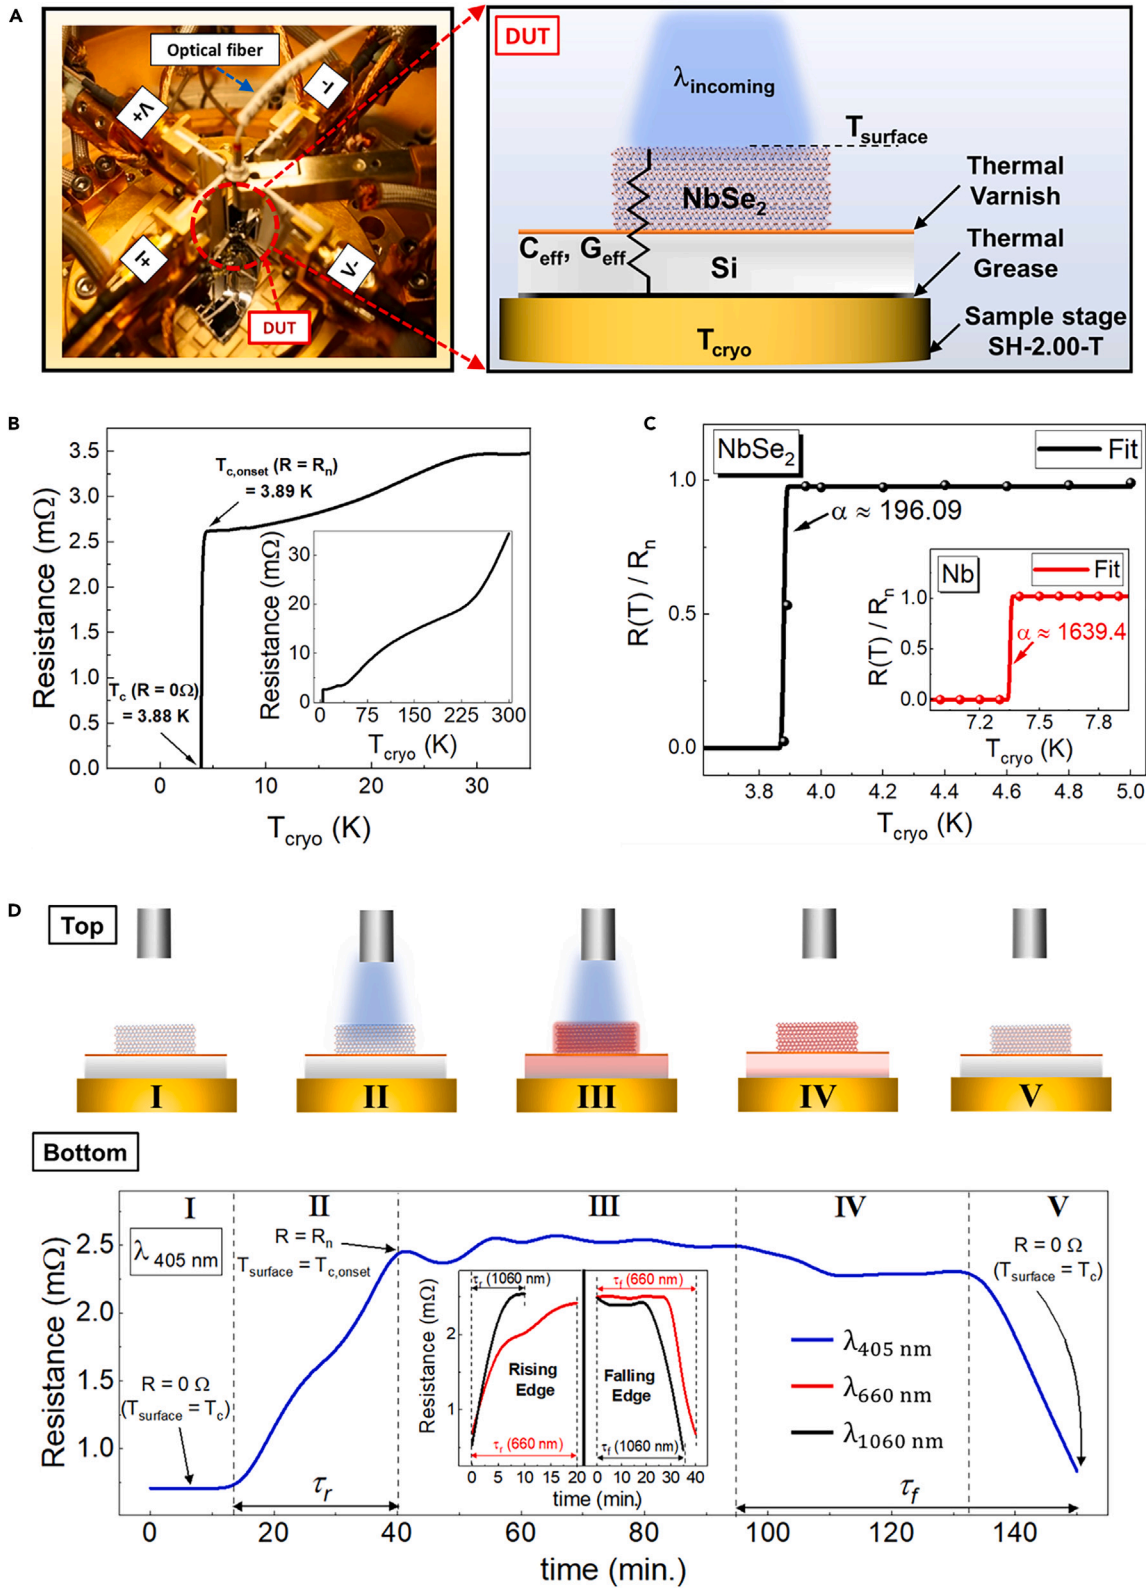 A
Optical fiber
V+
I-
I+
V-
DUT
DUT
λincoming
Tsurface
NbSe2
Thermal
Varnish
Ceff, Geff
Si
Thermal
Grease
Tcryo
Sample stage
SH-2.00-T
B
Resistance (mΩ)
3.5
3.0
2.5
2.0
1.5
1.0
0.5
0.0
Tc,onset (R = Rn)
= 3.89 K
Tc (R = 0Ω)
= 3.88 K
Resistance (mΩ)
30
20
10
0
0 75 150 225 300
Tcryo (K)
0 10 20 30
Tcryo (K)
C
NbSe2
Fit
R(T) / Rn
1.0
0.5
0.0
α ≈ 196.09
Nb
Fit
R(T) / Rn
1.0
0.5
0.0
α ≈ 1639.4
7.2 7.5 7.8
Tcryo (K)
3.8 4.0 4.2 4.4 4.6 4.8 5.0
Tcryo (K)
D
Top
I II III IV V
Bottom
I II III IV V
Resistance (mΩ)
2.5
2.0
1.5
1.0
λ 405 nm
R = Rn
Tsurface = Tc,onset
R = 0 Ω
(Tsurface = Tc)
R = 0 Ω
(Tsurface = Tc)
Resistance (mΩ)
2
1
τr (1060 nm)
τf (660 nm)
Rising
Edge
Falling
Edge
τr (660 nm)
τf (1060 nm)
0 5 10 15 20
0 10 20 30 40
time (min.)
λ405 nm
λ660 nm
λ1060 nm
τr
τf
0 20 40 60 80 100 120 140
time (min.)